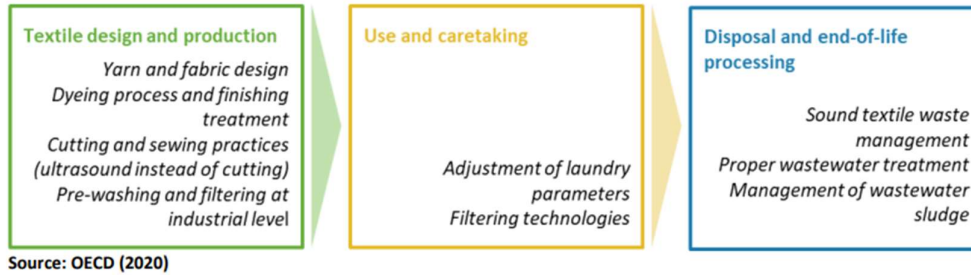 Textile design and production
Yarn and fabric design
Dyeing process and finishing
treatment
Cutting and sewing practices
(ultrasound instead of cutting)
Pre-washing and filtering at
industrial level
Use and caretaking
Adjustment of laundry
parameters
Filtering technologies
Disposal and end-of-life
processing
Sound textile waste
management
Proper wastewater treatment
Management of wastewater
sludge
Source: OECD (2020)